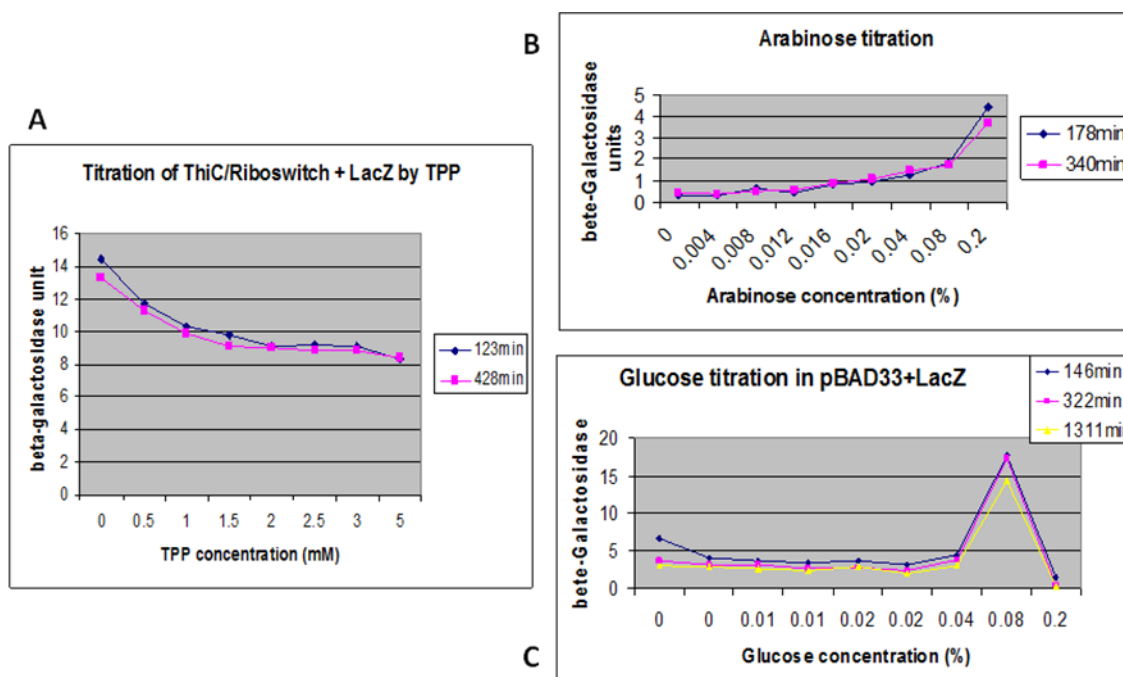 A
Titration of ThiC/Riboswitch + LacZ by TPP
beta-galactosidase unit
16
14
12
10
8
6
4
2
0
0 0.5 1 1.5 2 2.5 3 5
TPP concentration (mM)
123min
428min
B
Arabinose titration
bete-Galactosidase
units
5
4
3
2
1
0
0 0.004 0.008 0.012 0.016 0.02 0.04 0.08 0.2
Arabinose concentration (%)
178min
340min
C
Glucose titration in pBAD33+LacZ
bete-Galactosidase
20
15
10
5
0
0 0 0.01 0.01 0.02 0.02 0.04 0.08 0.2
Glucose concentration (%)
146min
322min
1311min